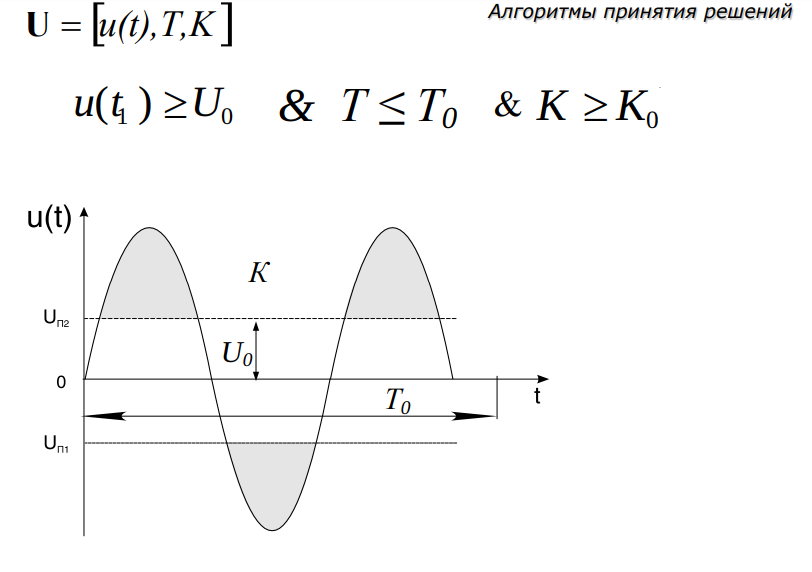 Алгоритмы принятия решений
U = [u(t), T, K]
u(t₁) ≥ U₀ & T ≤ T₀ & K ≥ K₀
u(t)
K
Uп2
U₀
0
T₀
t
Uп1